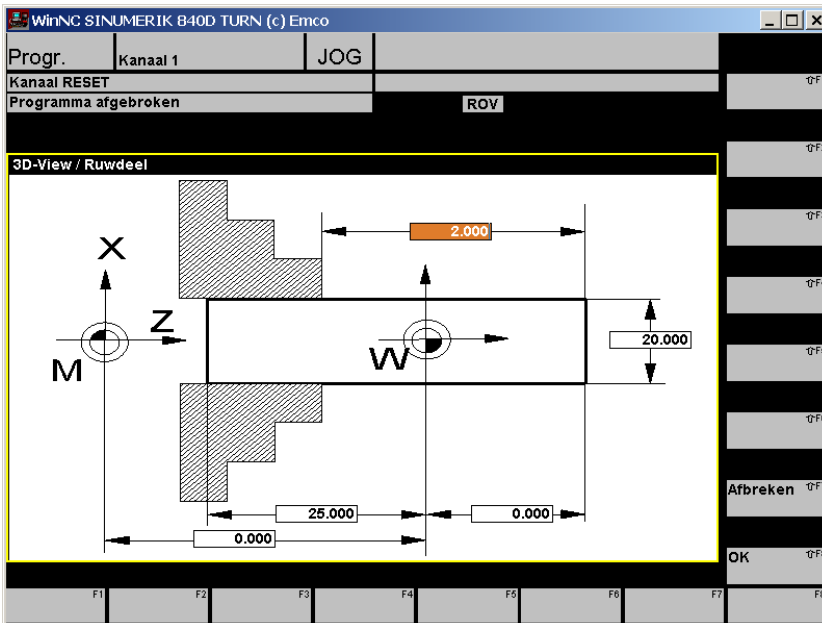 WinNC SINUMERIK 840D TURN (c) Emco
Progr.
Kanaal 1
JOG
Kanaal RESET
Programma afgebroken
ROV
3D-View / Ruwdeel
2.000
X
Z
M
W
20.000
25.000
0.000
0.000
Afbreken
OK
F1
F2
F3
F4
F5
F6
F7